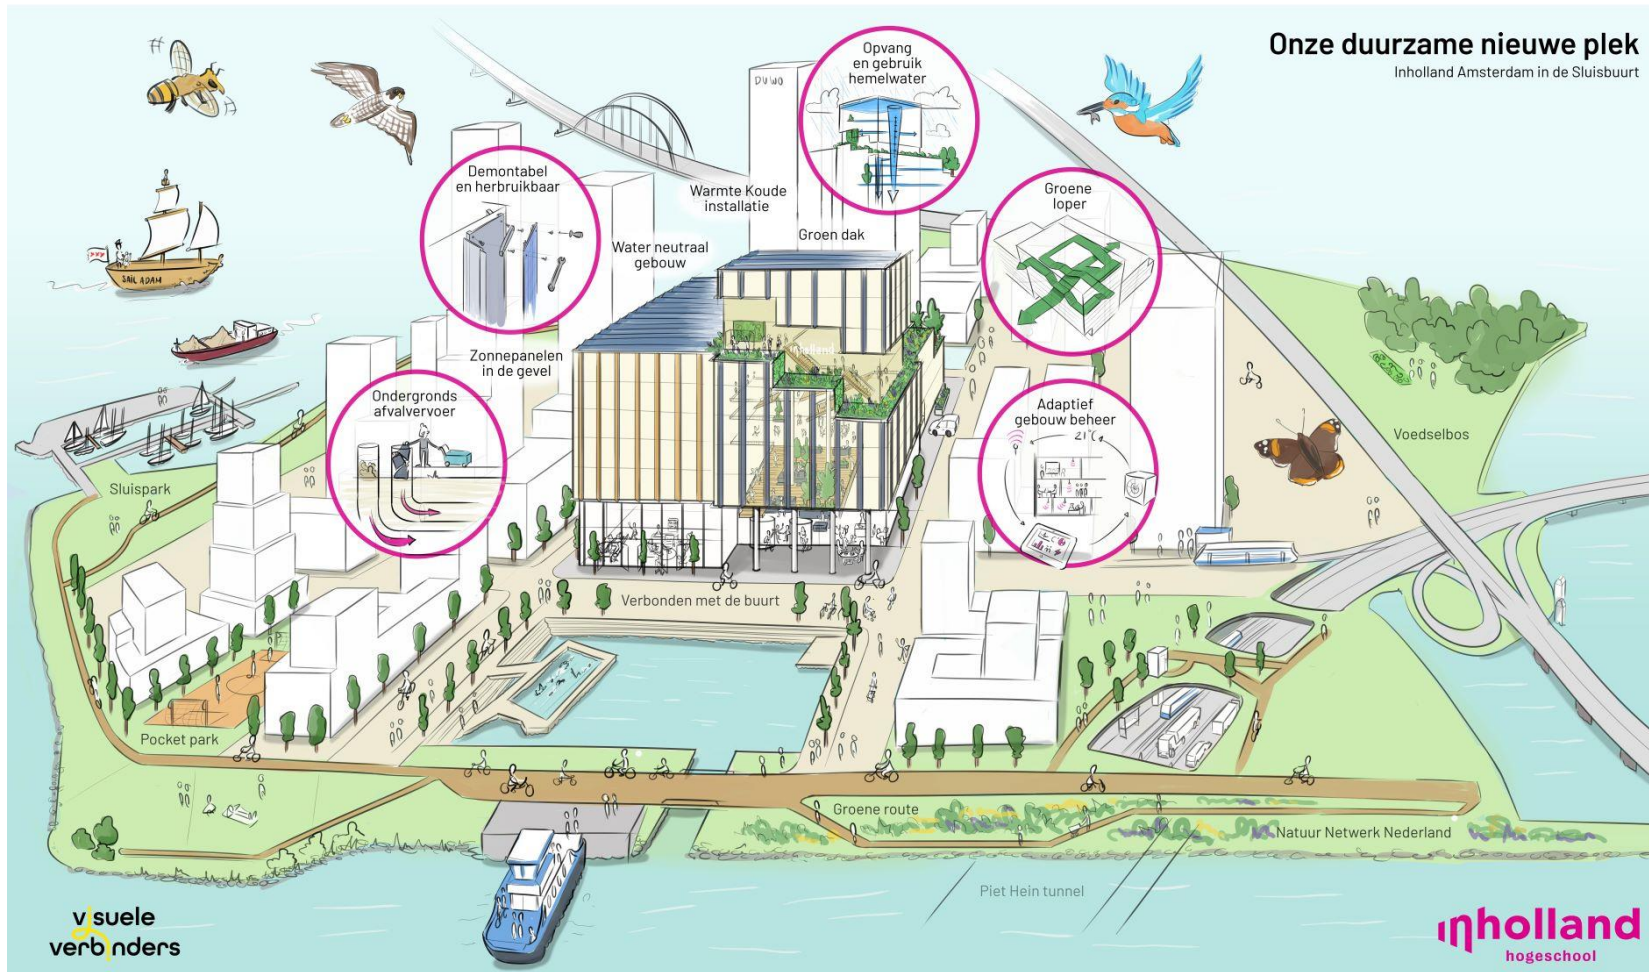 Onze duurzame nieuwe plek
Inholland Amsterdam in de Sluisbuurt
DUWO
Opvang
en gebruik
hemelwater
Demontabel
en herbruikbaar
Warmte Koude
installatie
Groene
loper
Groen dak
Water neutraal
gebouw
SAIL ADAM
inholland
Zonnepanelen
in de gevel
Ondergronds
afvalvervoer
Adaptief
gebouw beheer
21°C
Voedselbos
Sluispark
Verbonden met de buurt
Pocket park
Groene route
Natuur Netwerk Nederland
Piet Hein tunnel
visuele
verbinders
inholland
hogeschool